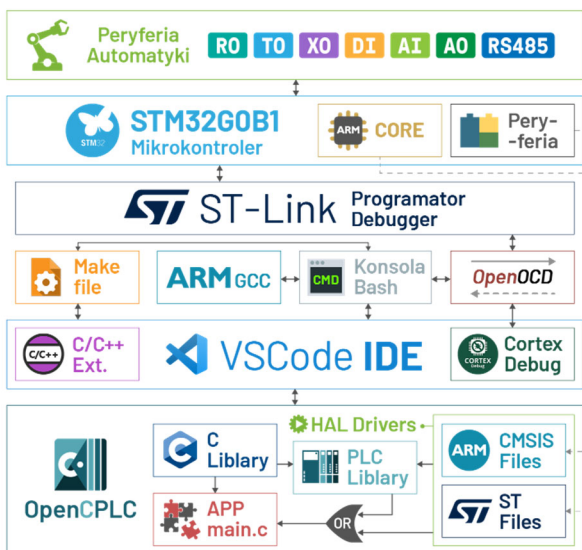 Peryferia
Automatyki
RO TO XO DI AI AO RS485
STM32
STM32G0B1
Mikrokontroler
ARM
CORE
Pery-
-feria
ST ST-Link
Programator
Debugger
Make
file
ARM GCC
CMD
Konsola
Bash
OpenOCD
C/C++
C/C++
Ext.
VSCode IDE
CORTEX
Debug
Cortex
Debug
HAL Drivers
OpenCPLC
C
C
Liblary
PLC
Liblary
ARM
CMSIS
Files
APP
main.c
OR
ST
ST
Files